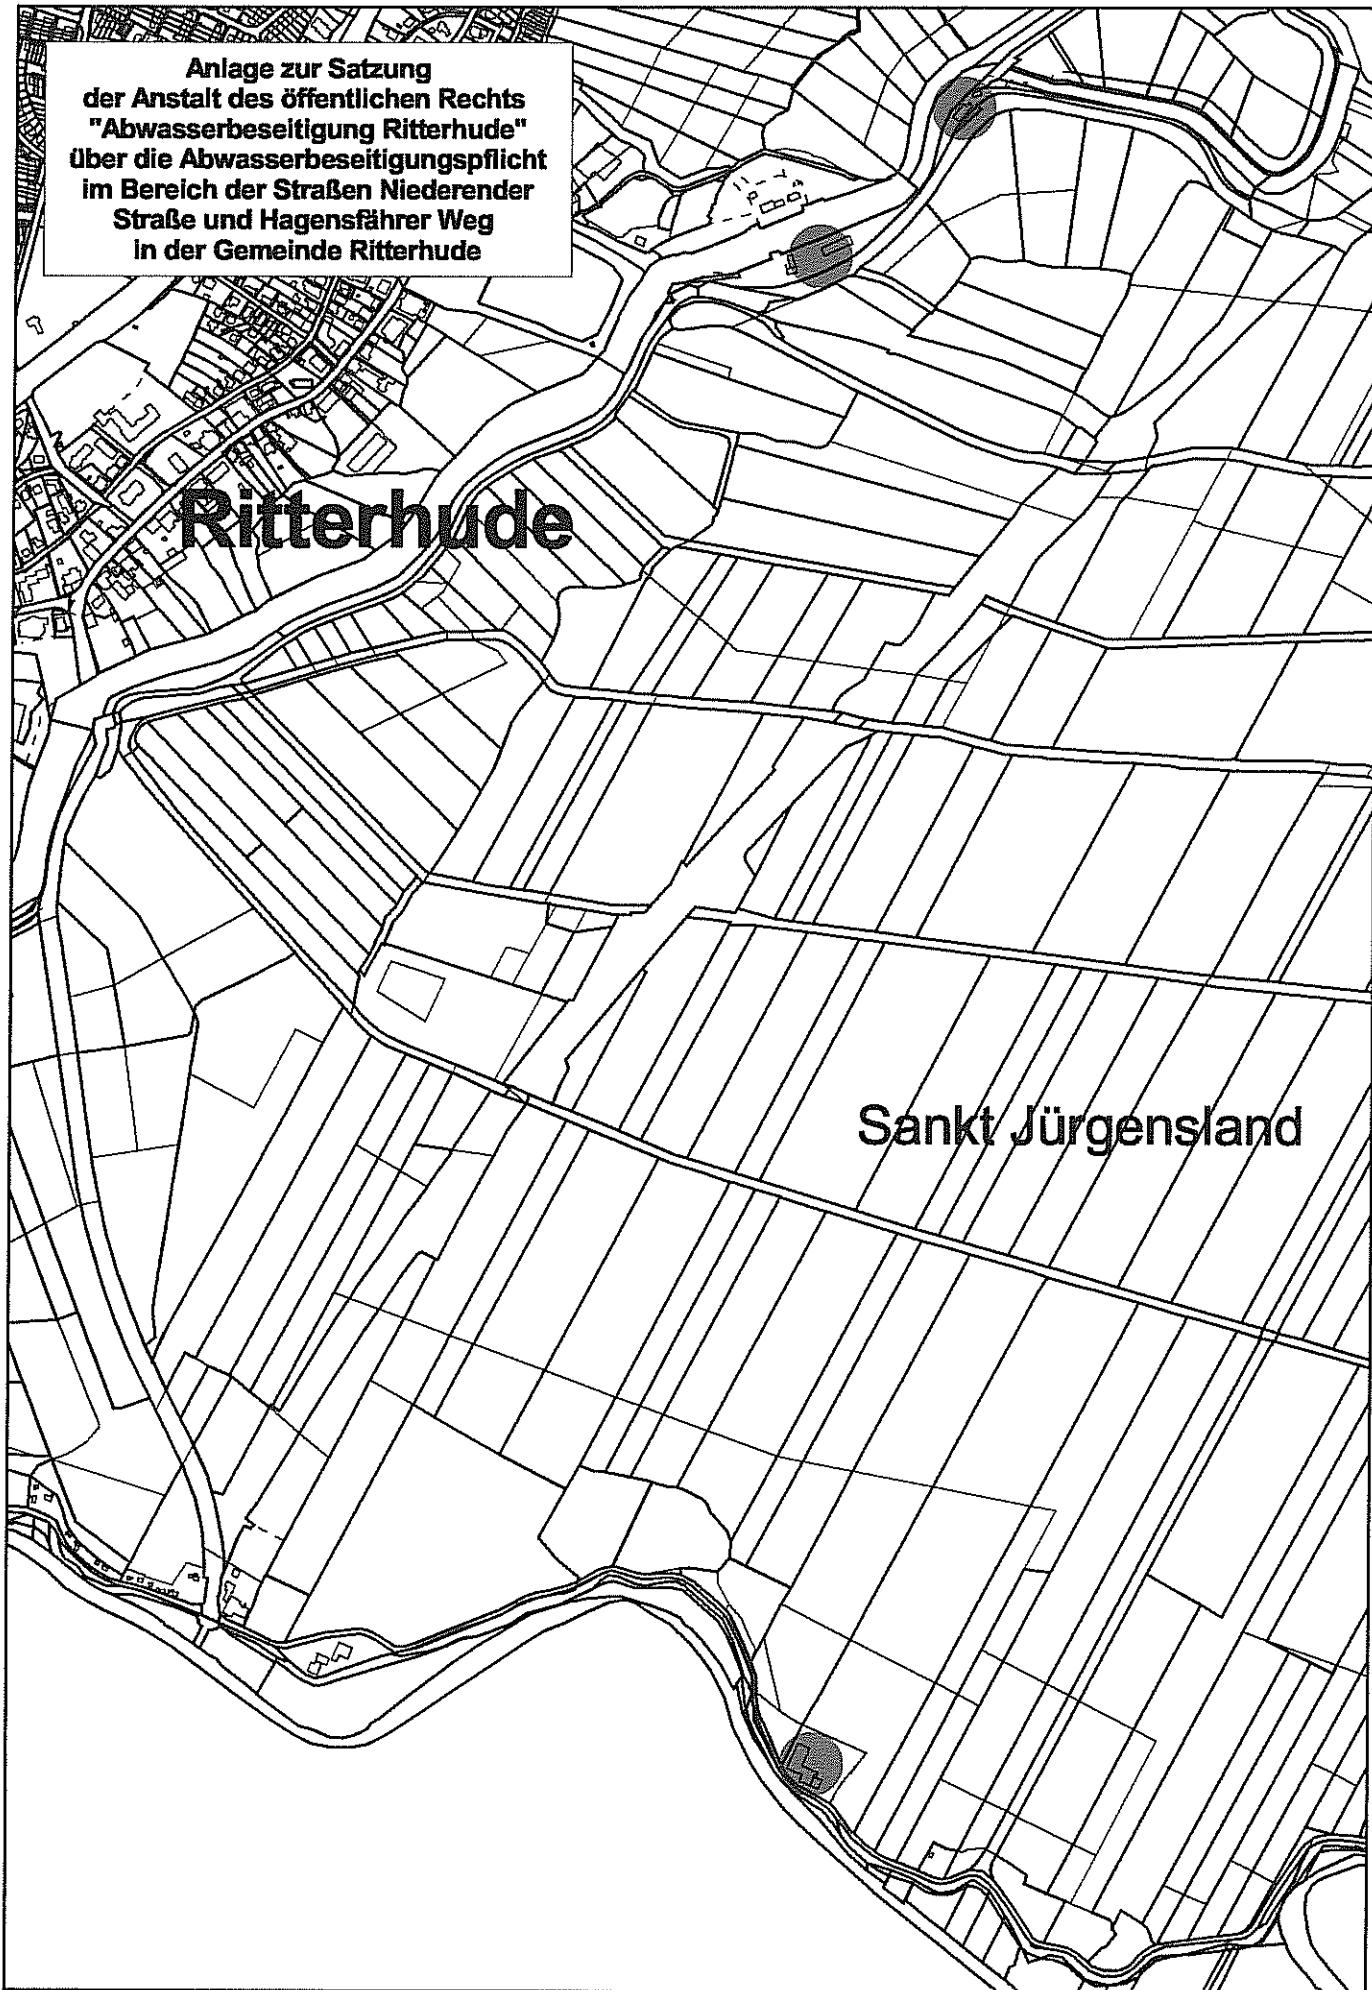 Anlage zur Satzung
der Anstalt des öffentlichen Rechts
"Abwasserbeseitigung Ritterhude"
über die Abwasserbeseitigungspflicht
im Bereich der Straßen Niederender
Straße und Hagensfährer Weg
in der Gemeinde Ritterhude
Ritterhude
Sankt Jürgensland